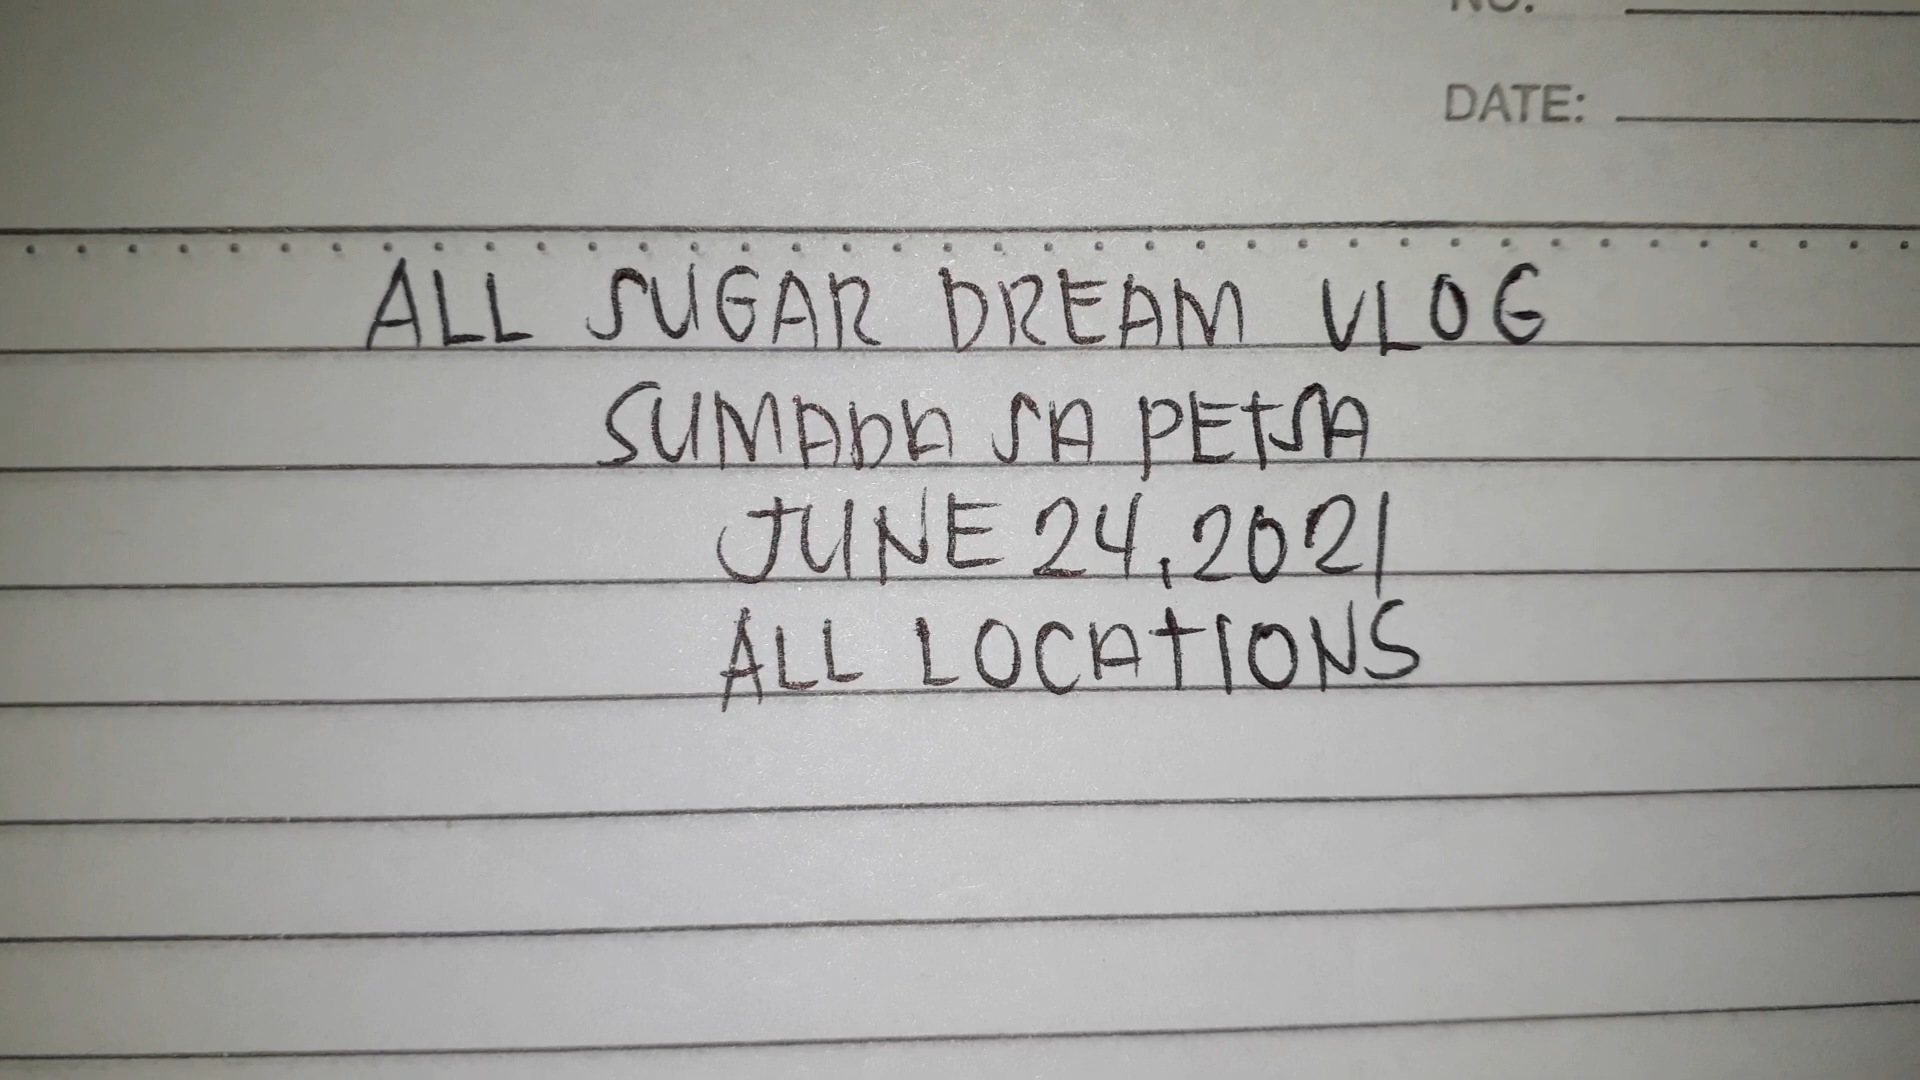 NO.
DATE:
ALL SUGAR DREAM VLOG
SUMADA SA PETSA
JUNE 24, 2021
ALL LOCATIONS